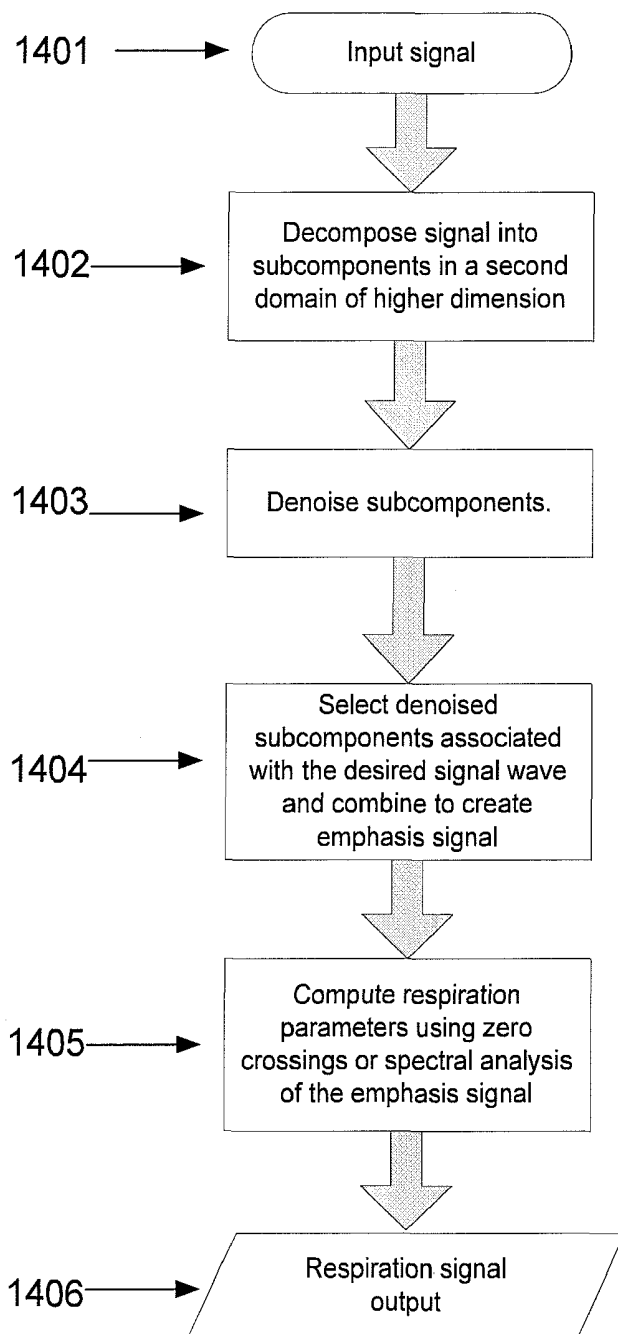 1401
Input signal
1402
Decompose signal into
subcomponents in a second
domain of higher dimension
1403
Denoise subcomponents.
1404
Select denoised
subcomponents associated
with the desired signal wave
and combine to create
emphasis signal
1405
Compute respiration
parameters using zero
crossings or spectral analysis
of the emphasis signal
1406
Respiration signal
output